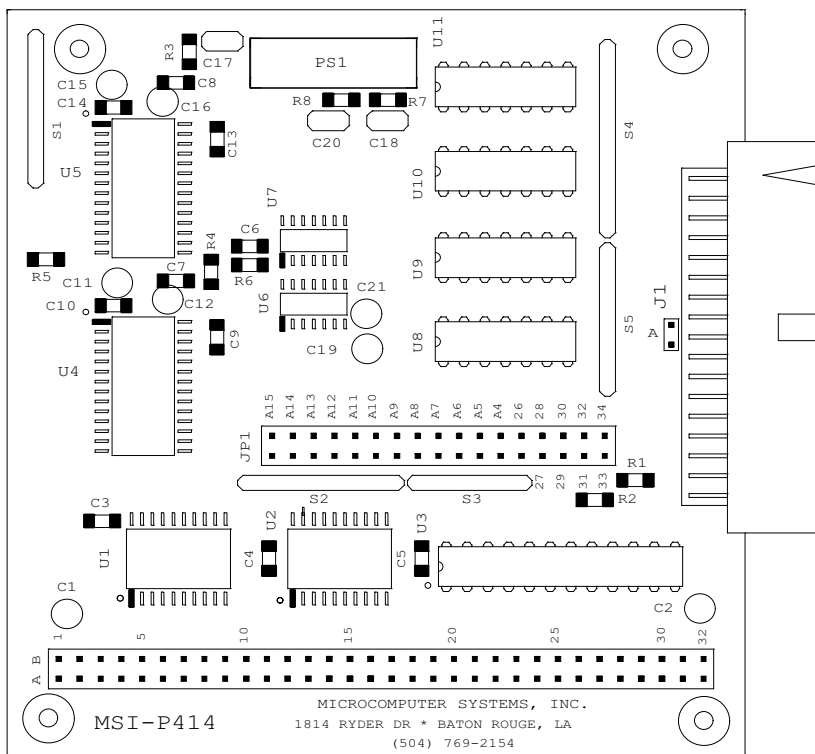 U11
R3
C17
PS1
C15
C8
C14
C16
R8
R7
S1
C13
C20
C18
S4
U5
U10
U7
R4
C6
R5
C11
C7
R6
U9
C10
C12
U6
C21
J1
C9
C19
U8
S5
A
U4
A15 A14 A13 A12 A11 A10 A9 A8 A7 A6 A5 A4 26 28 30 32 34
JP1
27 29 31 33
R1
S2
S3
R2
C3
U2
U3
U1
C4
C5
C1
C2
1 5 10 15 20 25 30 32
B
A
MSI-P414
MICROCOMPUTER SYSTEMS, INC.
1814 RYDER DR * BATON ROUGE, LA
(504) 769-2154